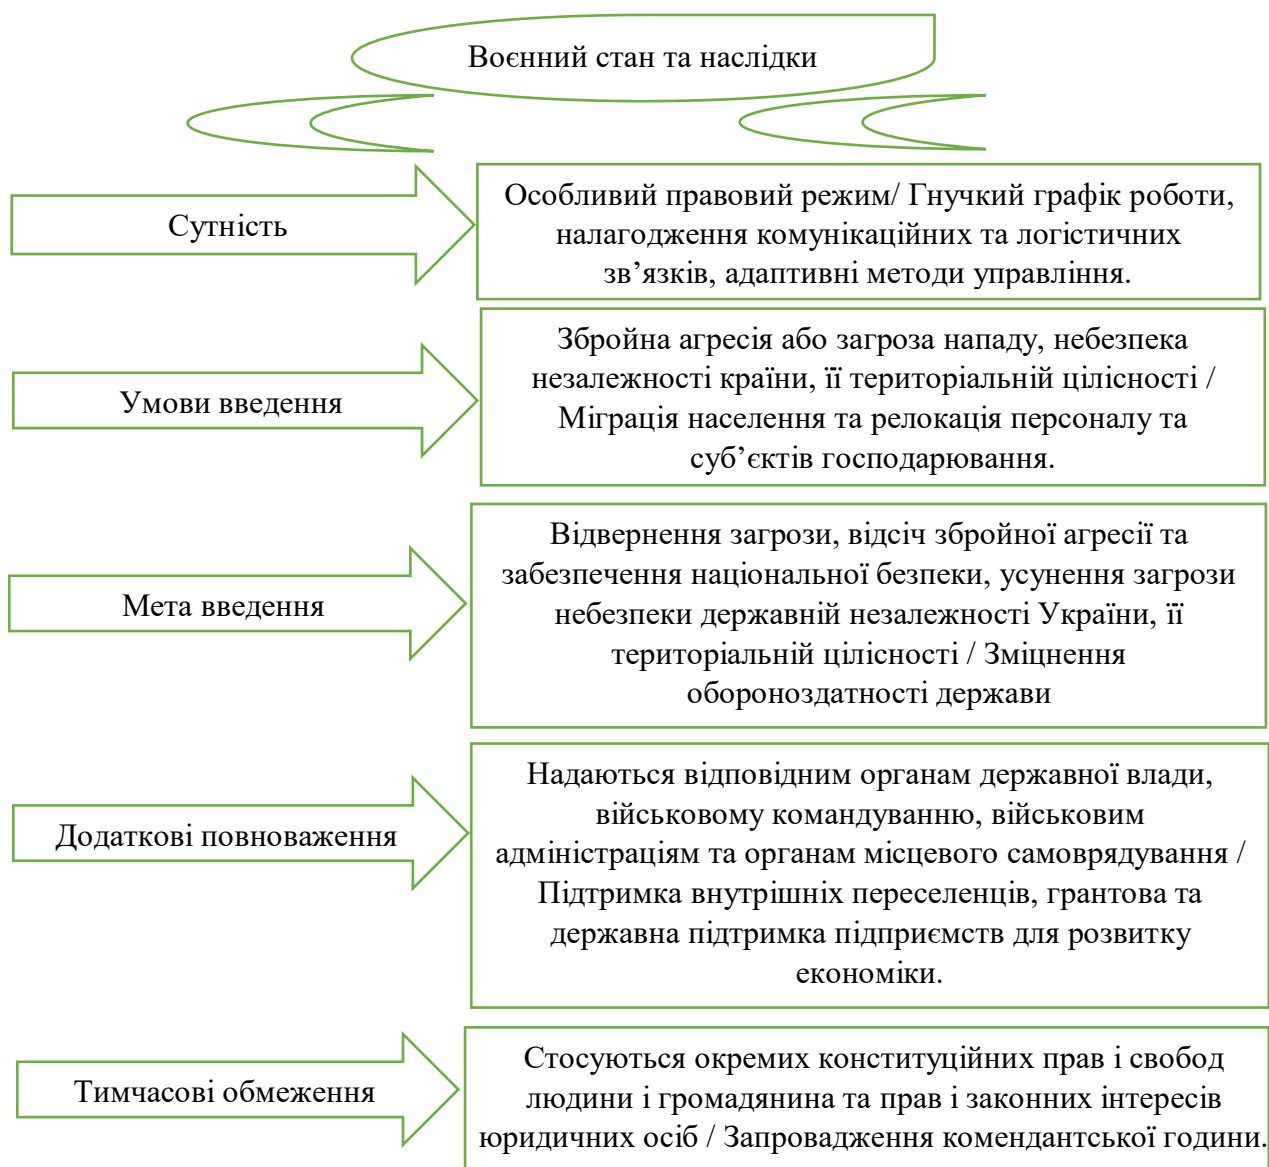 Воєнний стан та наслідки
Сутність
Особливий правовий режим/ Гнучкий графік роботи,
налагодження комунікаційних та логістичних
зв’язків, адаптивні методи управління.
Умови введення
Збройна агресія або загроза нападу, небезпека
незалежності країни, її територіальній цілісності /
Міграція населення та релокація персоналу та
суб’єктів господарювання.
Мета введення
Відвернення загрози, відсіч збройної агресії та
забезпечення національної безпеки, усунення загрози
небезпеки державній незалежності України, її
територіальній цілісності / Зміцнення
обороноздатності держави
Додаткові повноваження
Надаються відповідним органам державної влади,
військовому командуванню, військовим
адміністраціям та органам місцевого самоврядування /
Підтримка внутрішніх переселенців, грантова та
державна підтримка підприємств для розвитку
економіки.
Тимчасові обмеження
Стосуються окремих конституційних прав і свобод
людини і громадянина та прав і законних інтересів
юридичних осіб / Запровадження комендантської години.